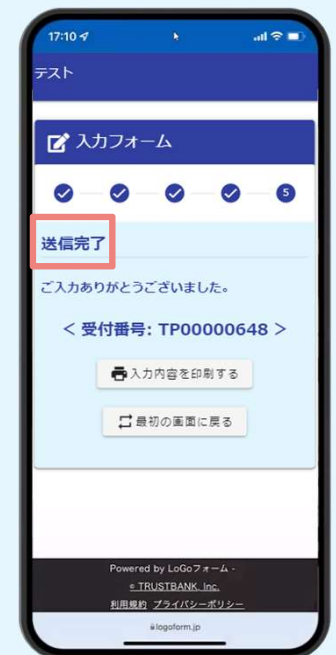 17:10
テスト
入力フォーム
5
送信完了
ご入力ありがとうございました。
< 受付番号: TP00000648 >
入力内容を印刷する
最初の画面に戻る
Powered by LoGoフォーム -
© TRUSTBANK, Inc.
利用規約 プライバシーポリシー
logoform.jp